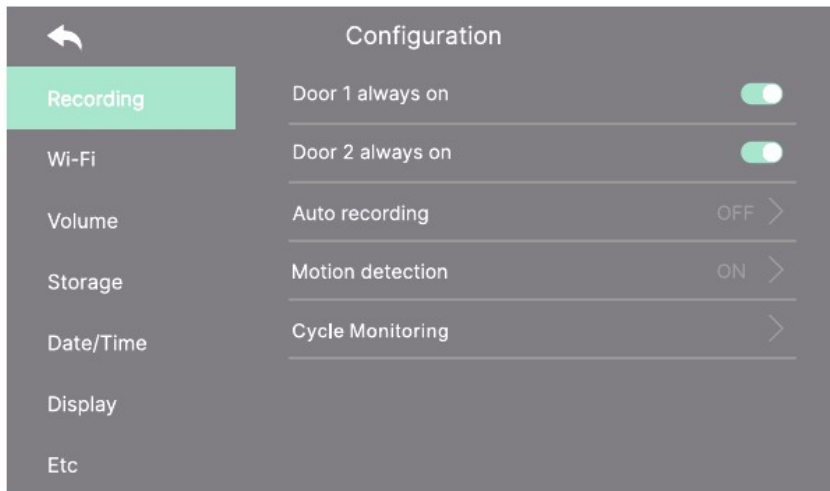 Configuration
Recording
Wi-Fi
Volume
Storage
Date/Time
Display
Etc
Door 1 always on
Door 2 always on
Auto recording OFF
Motion detection ON
Cycle Monitoring